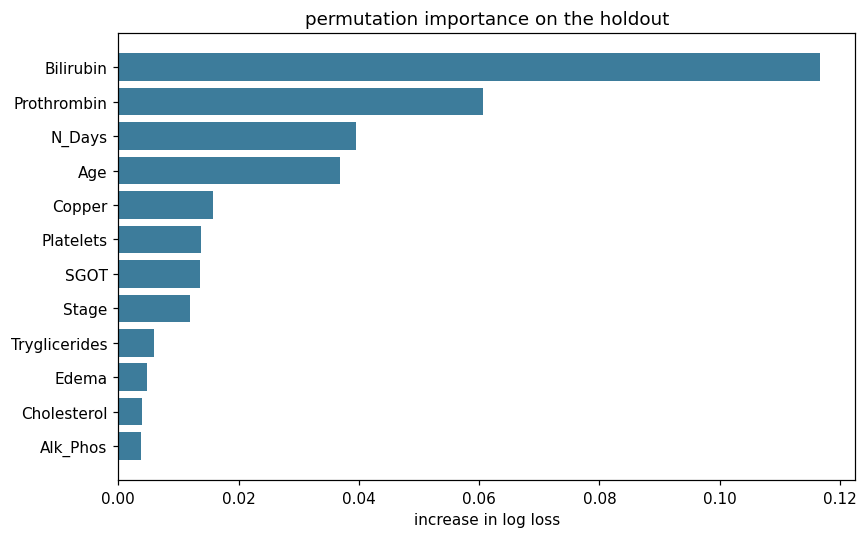 permutation importance on the holdout
Bilirubin
Prothrombin
N_Days
Age
Copper
Platelets
SGOT
Stage
Tryglicerides
Edema
Cholesterol
Alk_Phos
0.00 0.02 0.04 0.06 0.08 0.10 0.12
increase in log loss